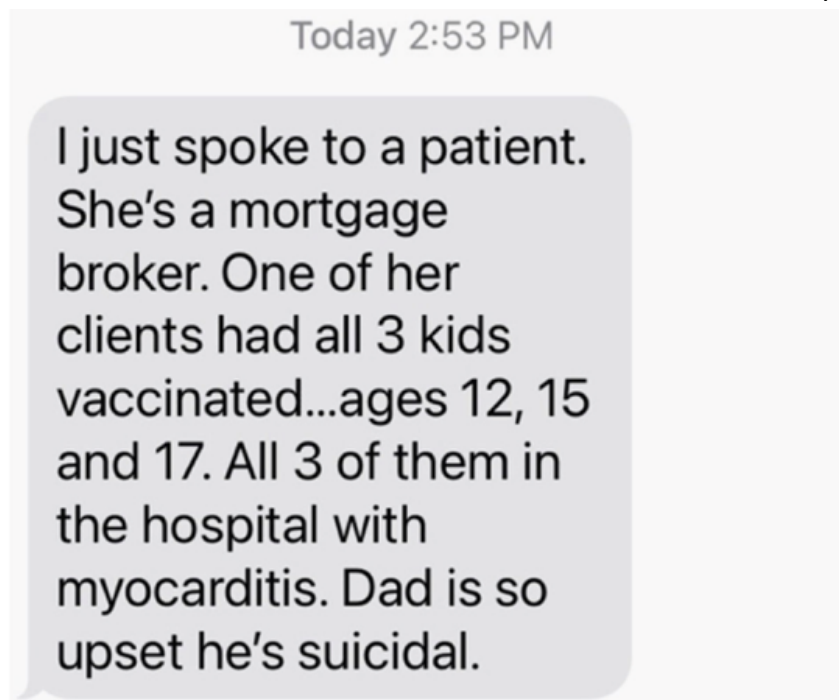 Today 2:53 PM
I just spoke to a patient.
She's a mortgage
broker. One of her
clients had all 3 kids
vaccinated...ages 12, 15
and 17. All 3 of them in
the hospital with
myocarditis. Dad is so
upset he's suicidal.